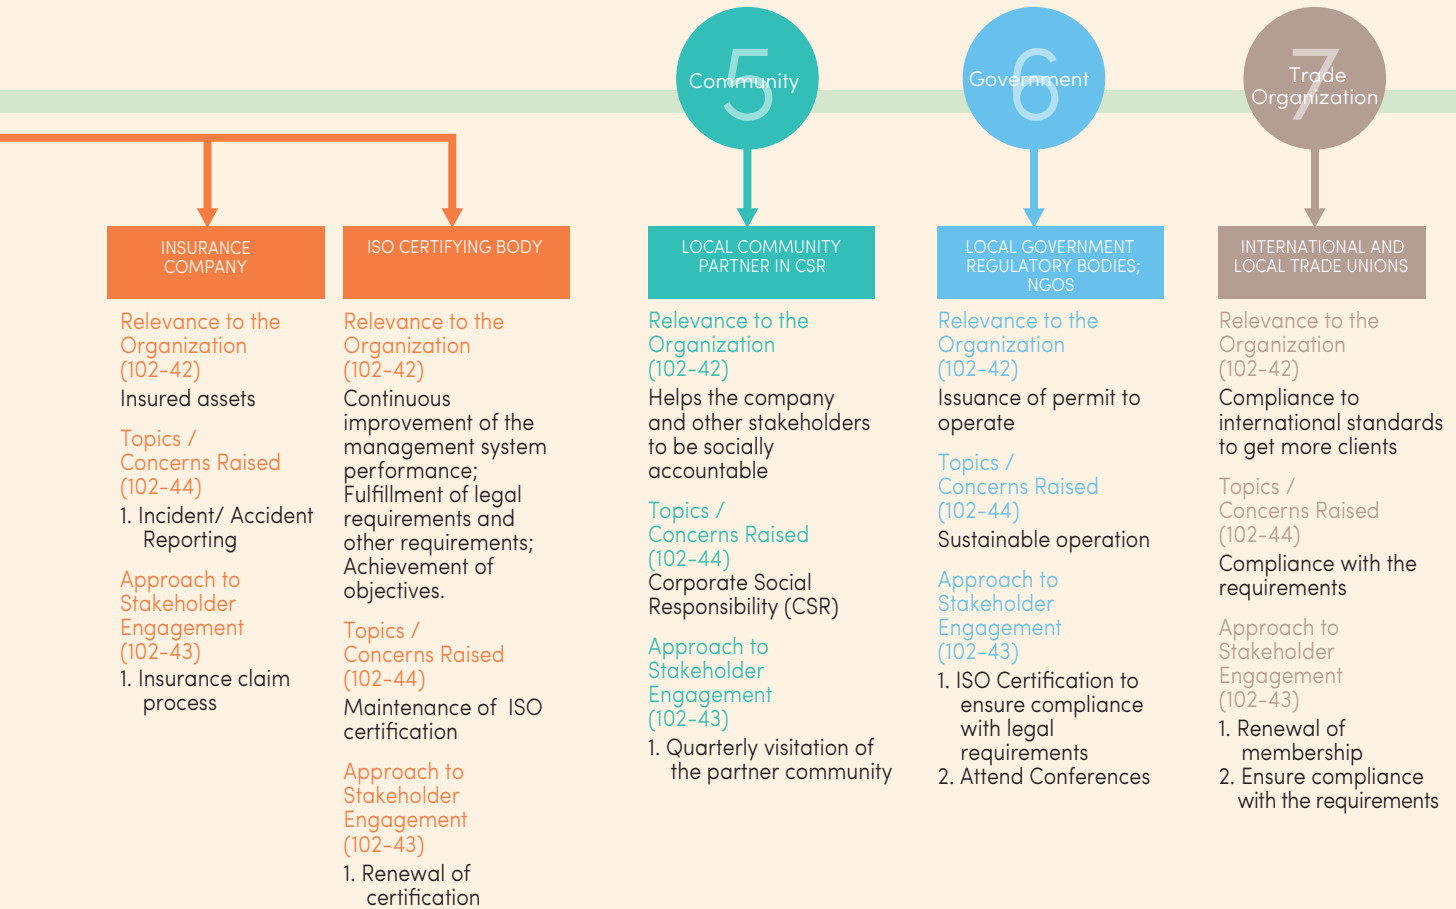 5
Community
6
Government
7
Trade
Organization
INSURANCE
COMPANY
Relevance to the
Organization
(102-42)
Insured assets
Topics /
Concerns Raised
(102-44)
1. Incident/ Accident
Reporting
Approach to
Stakeholder
Engagement
(102-43)
1. Insurance claim
process
ISO CERTIFYING BODY
Relevance to the
Organization
(102-42)
Continuous
improvement of the
management system
performance;
Fulfillment of legal
requirements and
other requirements;
Achievement of
objectives.
Topics /
Concerns Raised
(102-44)
Maintenance of ISO
certification
Approach to
Stakeholder
Engagement
(102-43)
1. Renewal of
certification
LOCAL COMMUNITY
PARTNER IN CSR
Relevance to the
Organization
(102-42)
Helps the company
and other stakeholders
to be socially
accountable
Topics /
Concerns Raised
(102-44)
Corporate Social
Responsibility (CSR)
Approach to
Stakeholder
Engagement
(102-43)
1. Quarterly visitation of
the partner community
LOCAL GOVERNMENT
REGULATORY BODIES;
NGOS
Relevance to the
Organization
(102-42)
Issuance of permit to
operate
Topics /
Concerns Raised
(102-44)
Sustainable operation
Approach to
Stakeholder
Engagement
(102-43)
1. ISO Certification to
ensure compliance
with legal
requirements
2. Attend Conferences
INTERNATIONAL AND
LOCAL TRADE UNIONS
Relevance to the
Organization
(102-42)
Compliance to
international standards
to get more clients
Topics /
Concerns Raised
(102-44)
Compliance with the
requirements
Approach to
Stakeholder
Engagement
(102-43)
1. Renewal of
membership
2. Ensure compliance
with the requirements